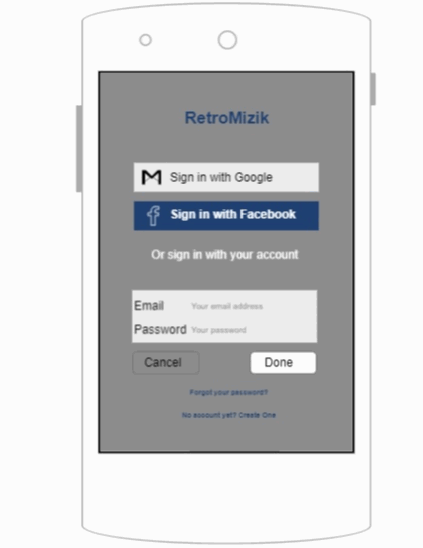 RetroMizik
Sign in with Google
Sign in with Facebook
Or sign in with your account
Email Your email address
Password Your password
Cancel Done
Forgot your password?
No account yet? Create One